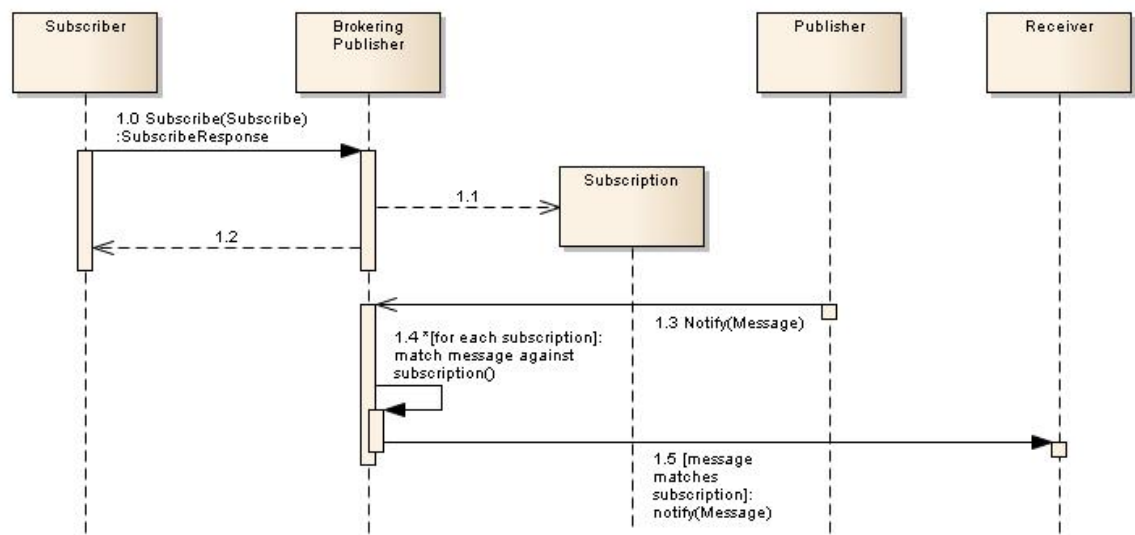 Subscriber
Brokering
Publisher
Publisher
Receiver
1.0 Subscribe(Subscribe)
:SubscribeResponse
Subscription
1.1
1.2
1.3 Notify(Message)
1.4 *[for each subscription]:
match message against
subscription()
1.5 [message
matches
subscription]:
notify(Message)